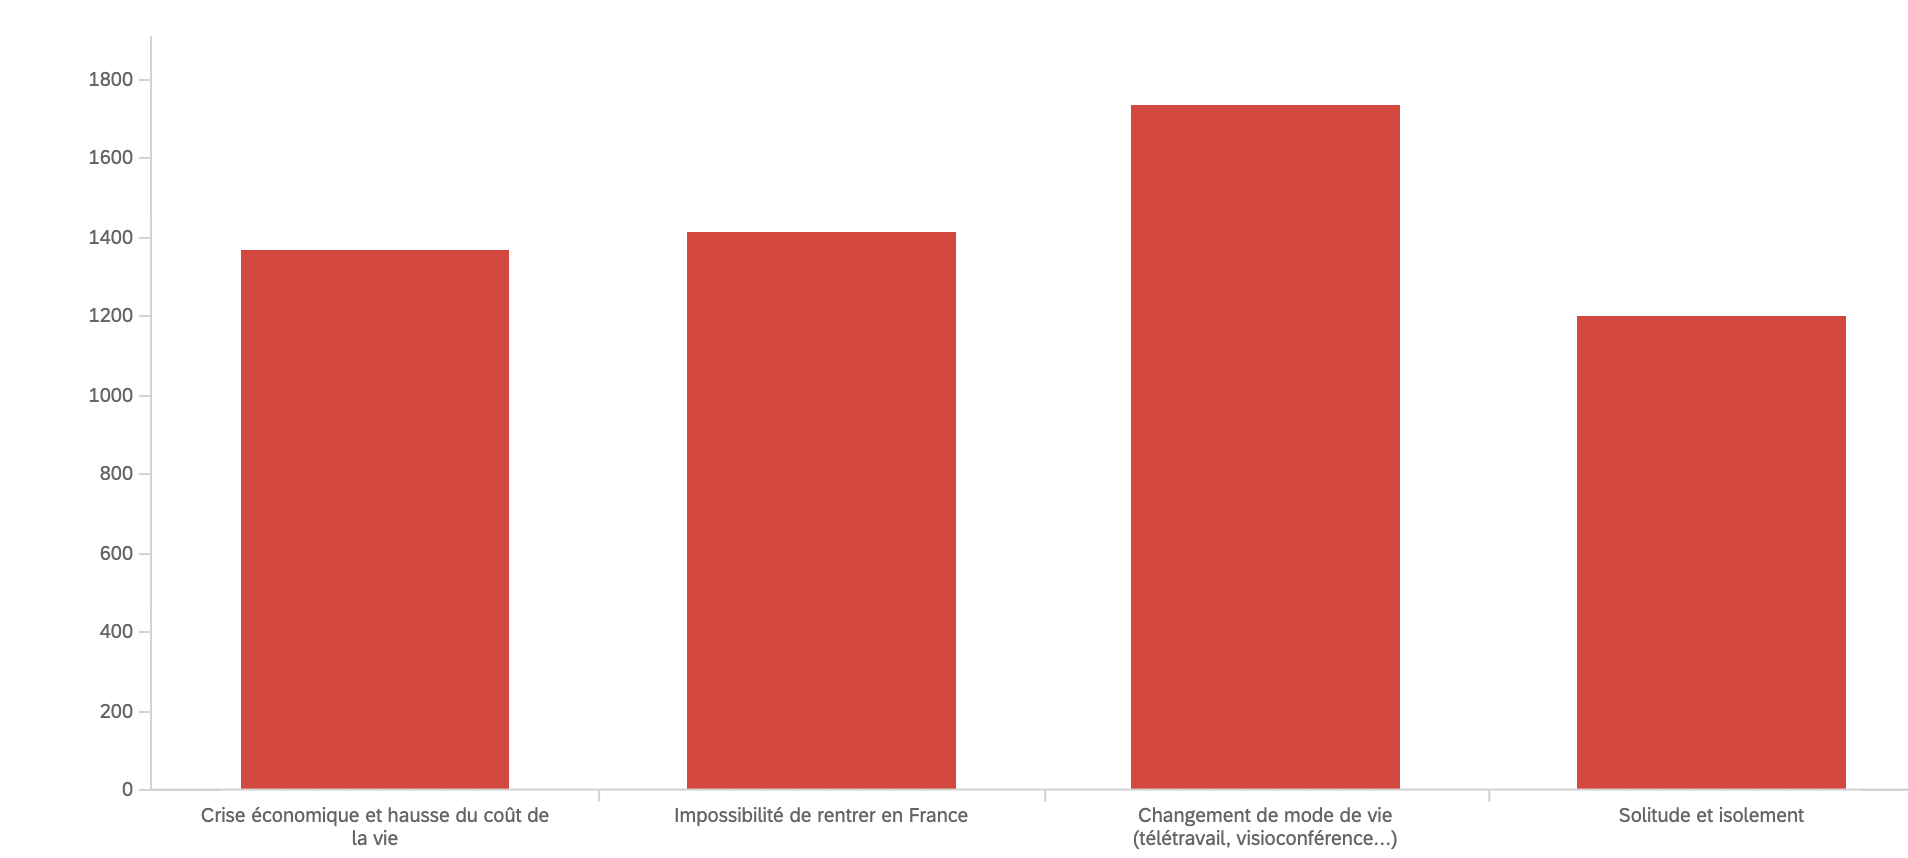 1800
1600
1400
1200
1000
800
600
400
200
0
Crise économique et hausse du coût de
la vie
Impossibilité de rentrer en France
Changement de mode de vie
(télétravail, visioconférence...)
Solitude et isolement